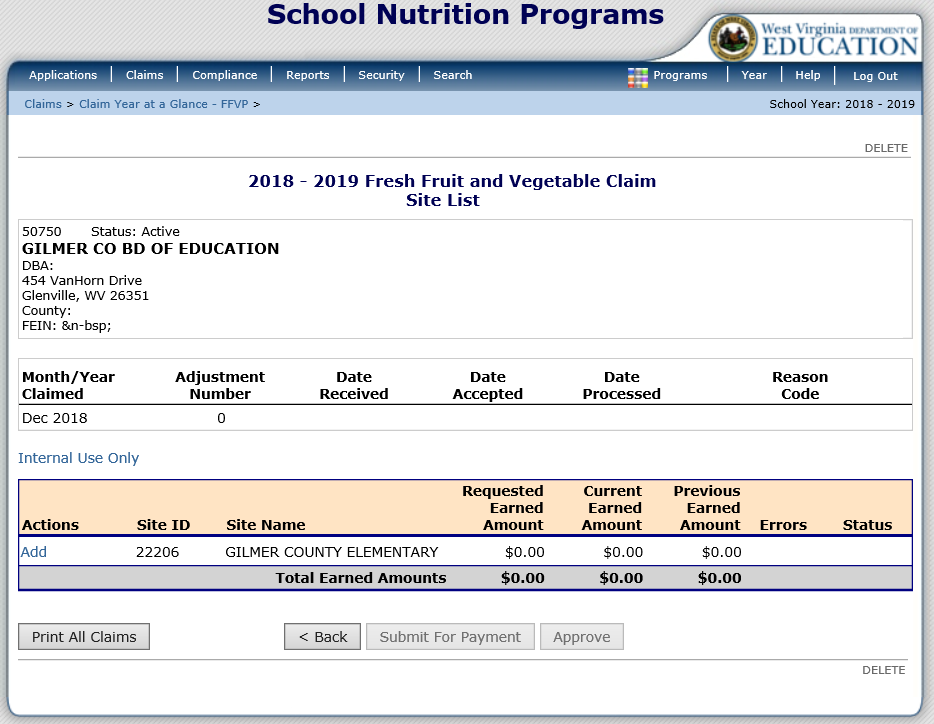 School Nutrition Programs
West Virginia DEPARTMENT OF
EDUCATION
Applications Claims Compliance Reports Security Search Programs Year Help Log Out
Claims > Claim Year at a Glance - FFVP > School Year: 2018 - 2019
DELETE
2018 - 2019 Fresh Fruit and Vegetable Claim
Site List
50750 Status: Active
GILMER CO BD OF EDUCATION
DBA:
454 VanHorn Drive
Glenville, WV 26351
County:
FEIN: &n-bsp;
Month/Year Adjustment Date Date Date Reason
Claimed Number Received Accepted Processed Code
Dec 2018 0
Internal Use Only
Requested Current Previous
Earned Earned Earned
Actions Site ID Site Name Amount Amount Amount Errors Status
Add 22206 GILMER COUNTY ELEMENTARY $0.00 $0.00 $0.00
Total Earned Amounts $0.00 $0.00 $0.00
Print All Claims < Back Submit For Payment Approve
DELETE